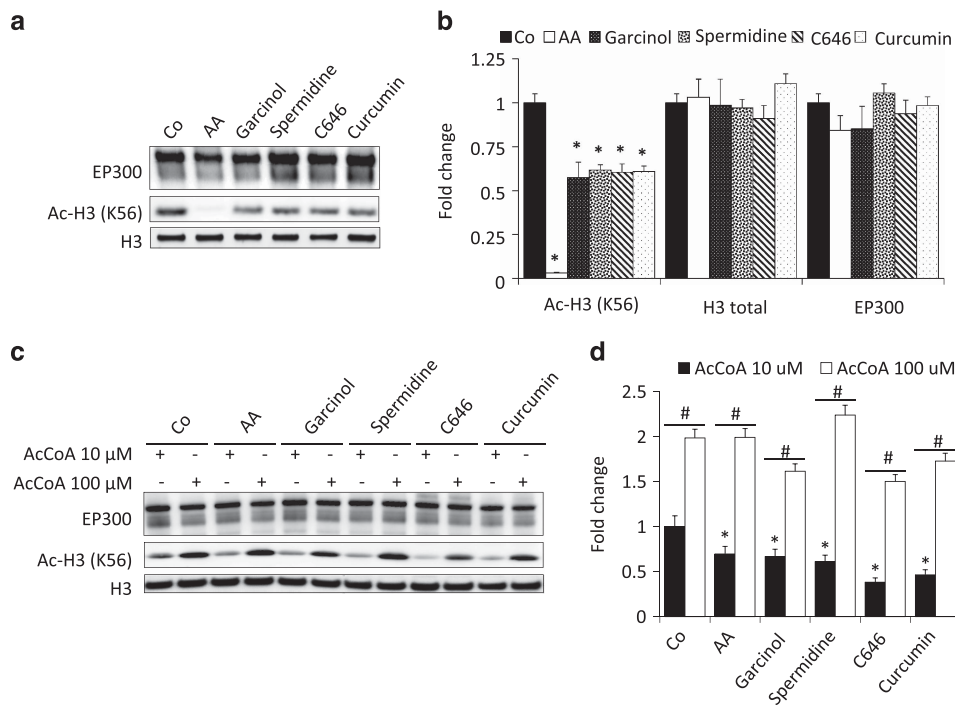 a
Co AA Garcinol Spermidine C646 Curcumin
EP300
Ac-H3 (K56)
H3
b
Co AA Garcinol Spermidine C646 Curcumin
Fold change
1.25
1
0.75
0.5
0.25
0
* * * * *
Ac-H3 (K56) H3 total EP300
c
Co AA Garcinol Spermidine C646 Curcumin
AcCoA 10 µM + - + - + - + - + - + -
AcCoA 100 µM - + - + - + - + - + - +
EP300
Ac-H3 (K56)
H3
d
AcCoA 10 uM AcCoA 100 uM
Fold change
2.5
2
1.5
1
0.5
0
# # # # # #
* * * * *
Co AA Garcinol Spermidine C646 Curcumin